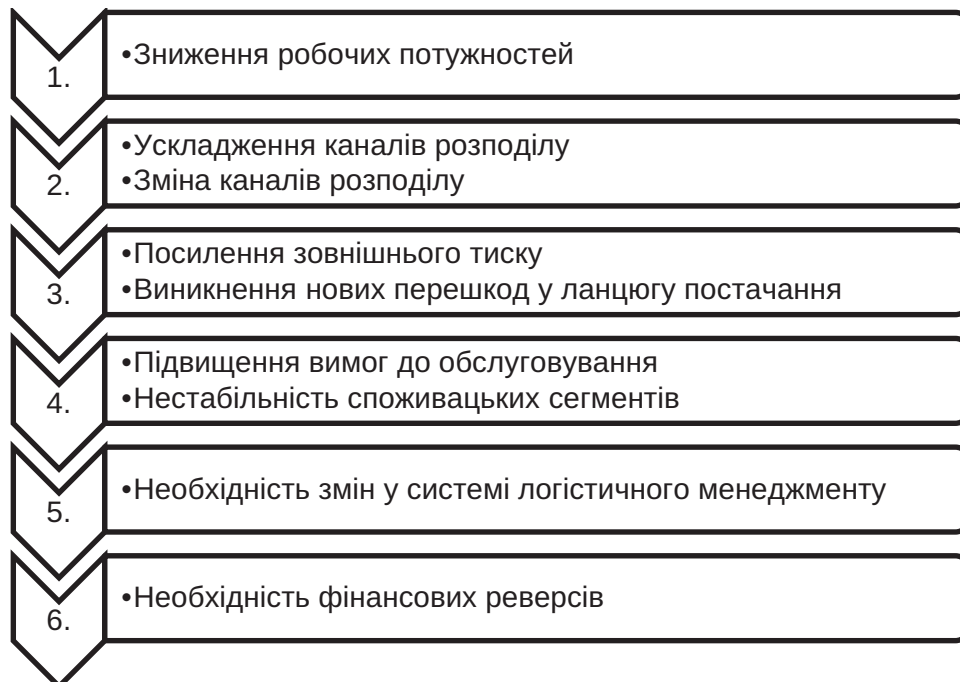 1.
•Зниження робочих потужностей
2.
•Ускладження каналів розподілу
•Зміна каналів розподілу
3.
•Посилення зовнішнього тиску
•Виникнення нових перешкод у ланцюгу постачання
4.
•Підвищення вимог до обслуговування
•Нестабільність споживацьких сегментів
5.
•Необхідність змін у системі логістичного менеджменту
6.
•Необхідність фінансових реверсів